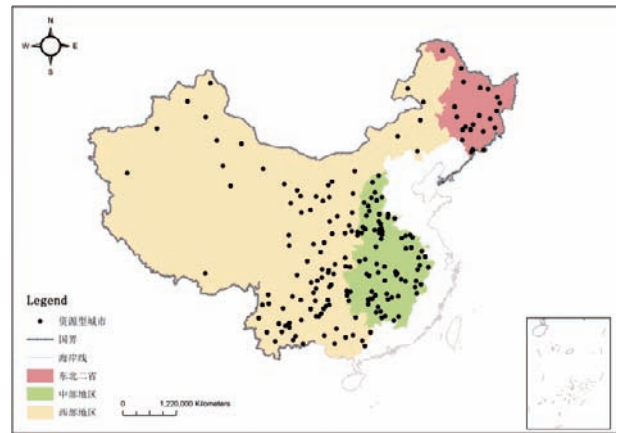 N
W E
S
Legend
资源型城市
国界
海岸线
东北二省
中部地区
西部地区
0 1,220,000 Kilometers